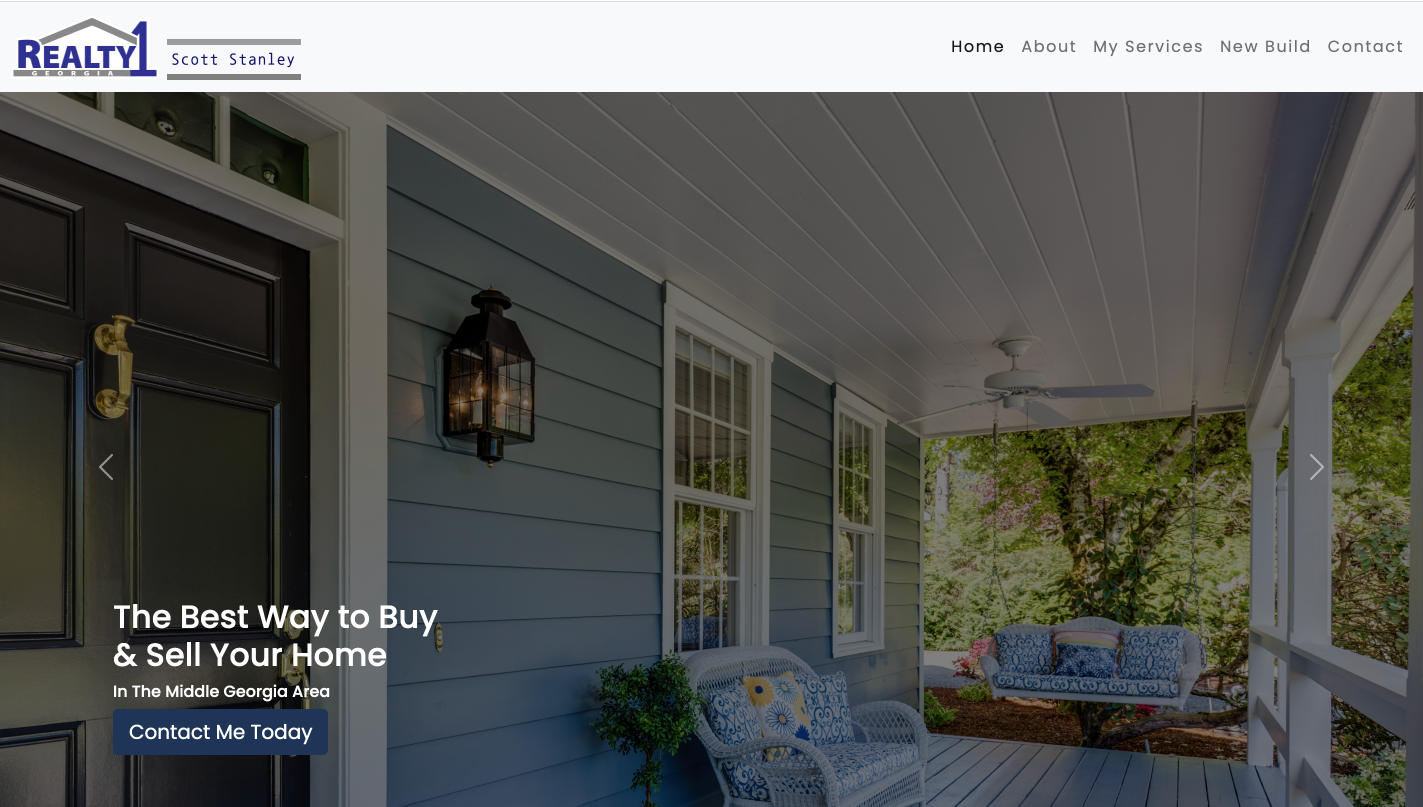 REALTY1
GEORGIA
Scott Stanley
Home About My Services New Build Contact
The Best Way to Buy
& Sell Your Home
In The Middle Georgia Area
Contact Me Today